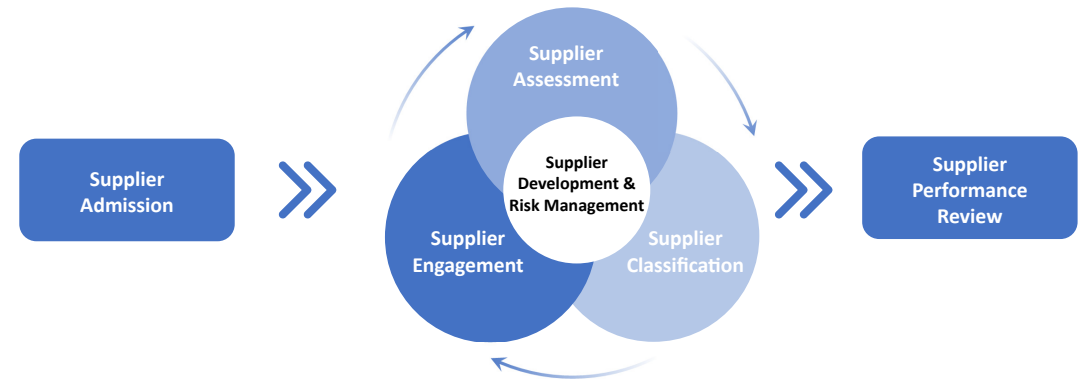 Supplier
Admission
Supplier
Assessment
Supplier
Development &
Risk Management
Supplier
Engagement
Supplier
Classification
Supplier
Performance
Review